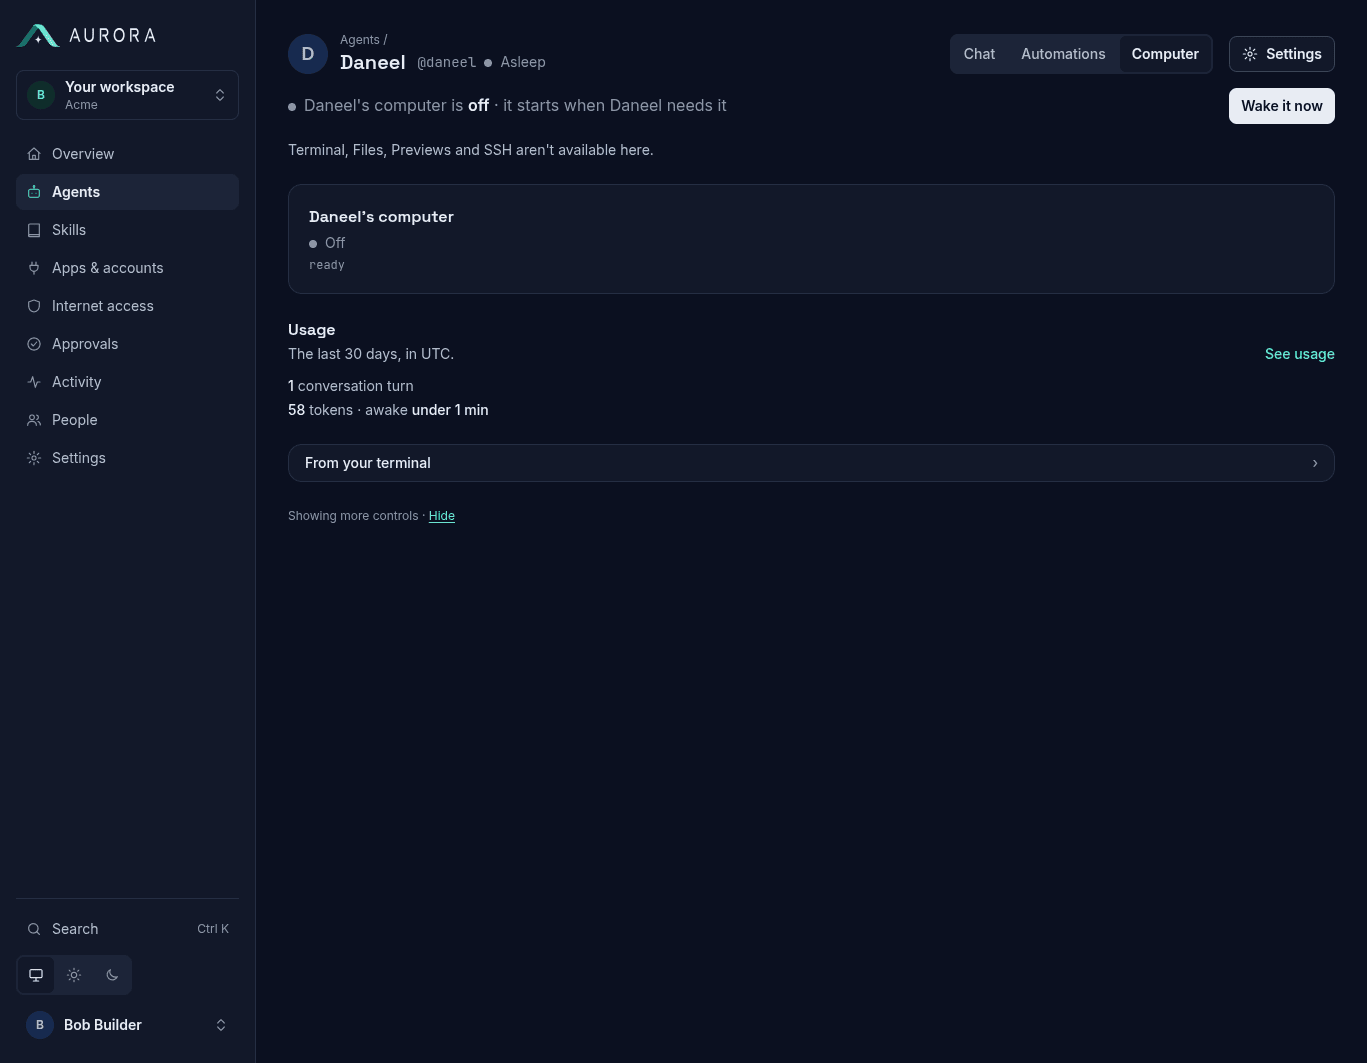 AURORA
B
Your workspace
Acme
Overview
Agents
Skills
Apps & accounts
Internet access
Approvals
Activity
People
Settings
Search
Ctrl K
B
Bob Builder
D
Agents /
Daneel @daneel Asleep
Chat Automations Computer Settings
Daneel's computer is off · it starts when Daneel needs it
Wake it now
Terminal, Files, Previews and SSH aren't available here.
Daneel's computer
Off
ready
Usage
The last 30 days, in UTC.
See usage
1 conversation turn
58 tokens · awake under 1 min
From your terminal
Showing more controls · Hide